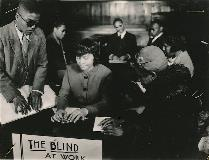 THE BLIND
AT WORK